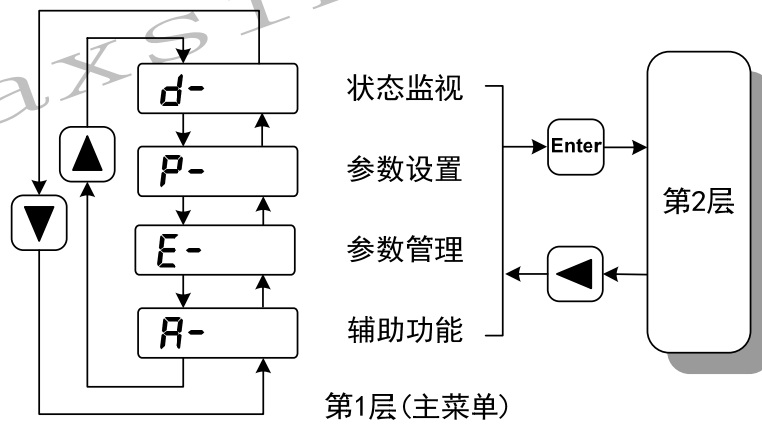 d-
状态监视
P-
参数设置
E-
参数管理
A-
辅助功能
Enter
第2层
第1层(主菜单)